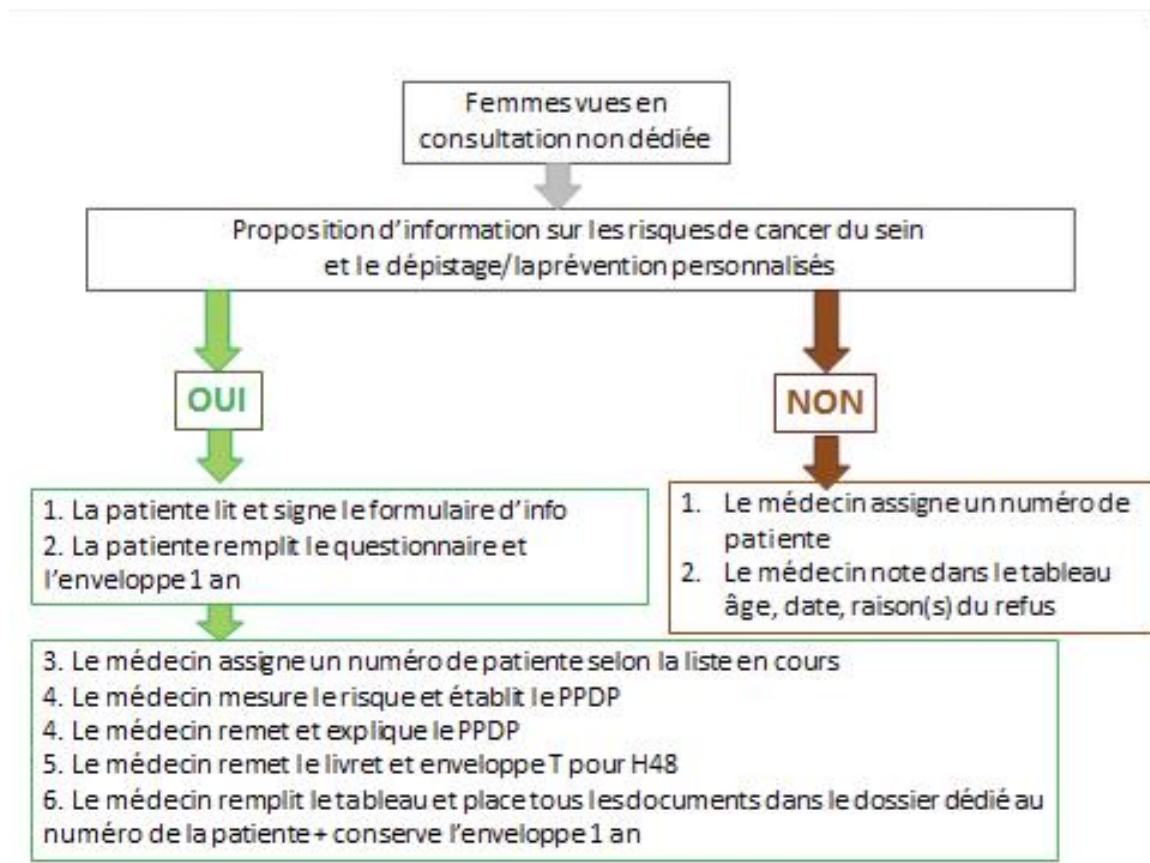 Femmes vues en
consultation non dédiée
Proposition d'information sur les risques de cancer du sein
et le dépistage/la prévention personnalisés
OUI
NON
1. La patiente lit et signe le formulaire d'info
2. La patiente remplit le questionnaire et
l'enveloppe 1 an
1. Le médecin assigne un numéro de
patiente
2. Le médecin note dans le tableau
âge, date, raison(s) du refus
3. Le médecin assigne un numéro de patiente selon la liste en cours
4. Le médecin mesure le risque et établit le PPDP
4. Le médecin remet et explique le PPDP
5. Le médecin remet le livret et enveloppe T pour H48
6. Le médecin remplit le tableau et place tous les documents dans le dossier dédié au
numéro de la patiente + conserve l'enveloppe 1 an